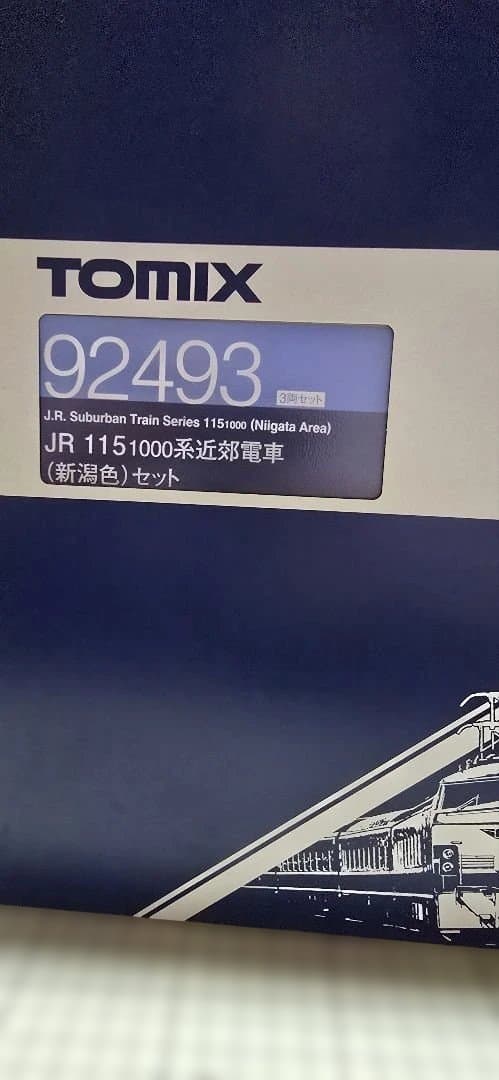 TOMIX
92493 3両セット
J.R. Suburban Train Series 1151000 (Niigata Area)
JR 1151000系近郊電車
(新潟色)セット